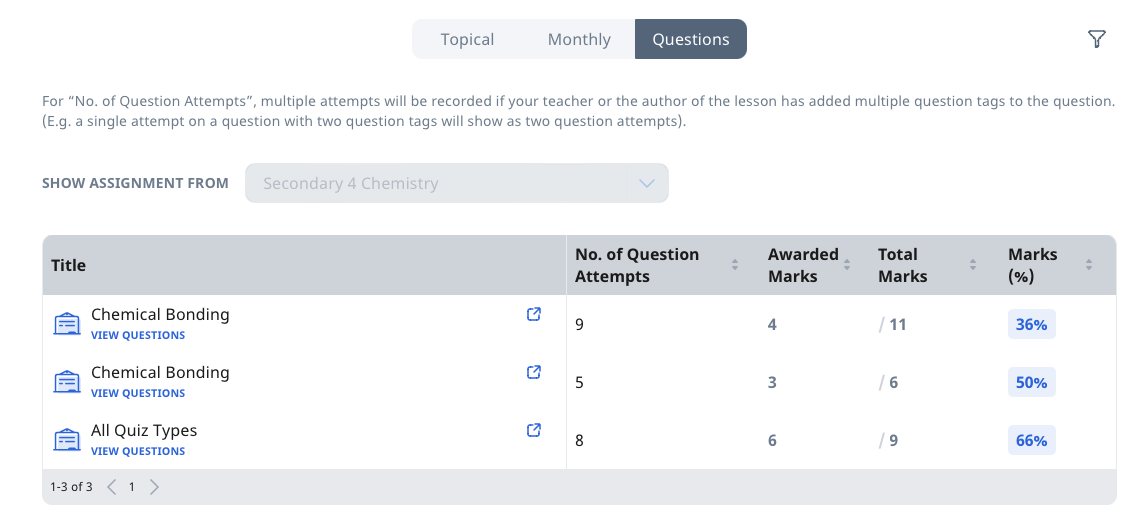 Topical Monthly Questions
For “No. of Question Attempts”, multiple attempts will be recorded if your teacher or the author of the lesson has added multiple question tags to the question.
(E.g. a single attempt on a question with two question tags will show as two question attempts).
SHOW ASSIGNMENT FROM Secondary 4 Chemistry
Title No. of Question Attempts Awarded Marks Total Marks Marks (%)
Chemical Bonding 9 4 / 11 36%
VIEW QUESTIONS
Chemical Bonding 5 3 / 6 50%
VIEW QUESTIONS
All Quiz Types 8 6 / 9 66%
VIEW QUESTIONS
1-3 of 3 1